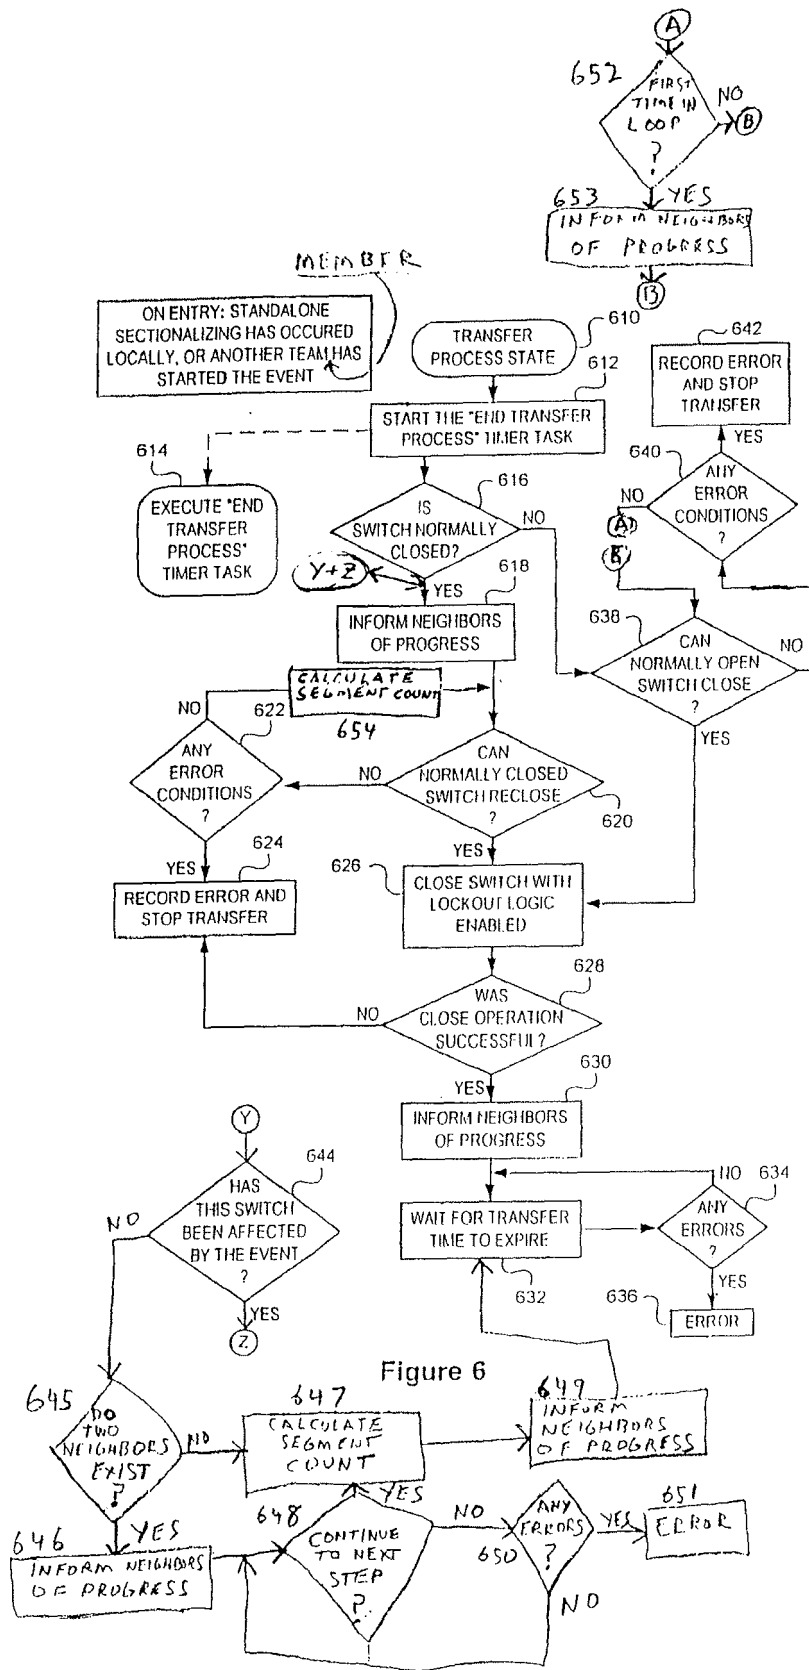 A
652
FIRST
TIME IN
LOOP
?
NO
B
YES
653
INFORM NEIGHBORS
OF PROGRESS
B
MEMBER
ON ENTRY: STANDALONE
SECTIONALIZING HAS OCCURED
LOCALLY, OR ANOTHER TEAM HAS
STARTED THE EVENT
TRANSFER
PROCESS STATE
610
612
START THE "END TRANSFER
PROCESS" TIMER TASK
614
EXECUTE "END
TRANSFER
PROCESS"
TIMER TASK
642
RECORD ERROR
AND STOP
TRANSFER
YES
640
ANY
ERROR
CONDITIONS
?
NO
A
B
616
IS
SWITCH NORMALLY
CLOSED?
NO
Y+Z
YES
618
INFORM NEIGHBORS
OF PROGRESS
638
CAN
NORMALLY OPEN
SWITCH CLOSE
?
NO
YES
CALCULATE
SEGMENT COUNT
654
NO
622
ANY
ERROR
CONDITIONS
?
NO
CAN
NORMALLY CLOSED
SWITCH RECLOSE
?
620
YES
624
RECORD ERROR AND
STOP TRANSFER
YES
626
CLOSE SWITCH WITH
LOCKOUT LOGIC
ENABLED
628
WAS
CLOSE OPERATION
SUCCESSFUL?
NO
YES
630
INFORM NEIGHBORS
OF PROGRESS
WAIT FOR TRANSFER
TIME TO EXPIRE
632
NO
634
ANY
ERRORS
?
YES
636
ERROR
Y
644
HAS
THIS SWITCH
BEEN AFFECTED
BY THE EVENT
?
NO
YES
Z
Figure 6
645
DO
TWO
NEIGHBORS
EXIST
?
NO
YES
646
INFORM NEIGHBORS
OF PROGRESS
647
CALCULATE
SEGMENT
COUNT
649
INFORM
NEIGHBORS
OF PROGRESS
YES
648
CONTINUE
TO NEXT
STEP
?
NO
ANY
ERRORS
?
650
YES
651
ERROR
NO